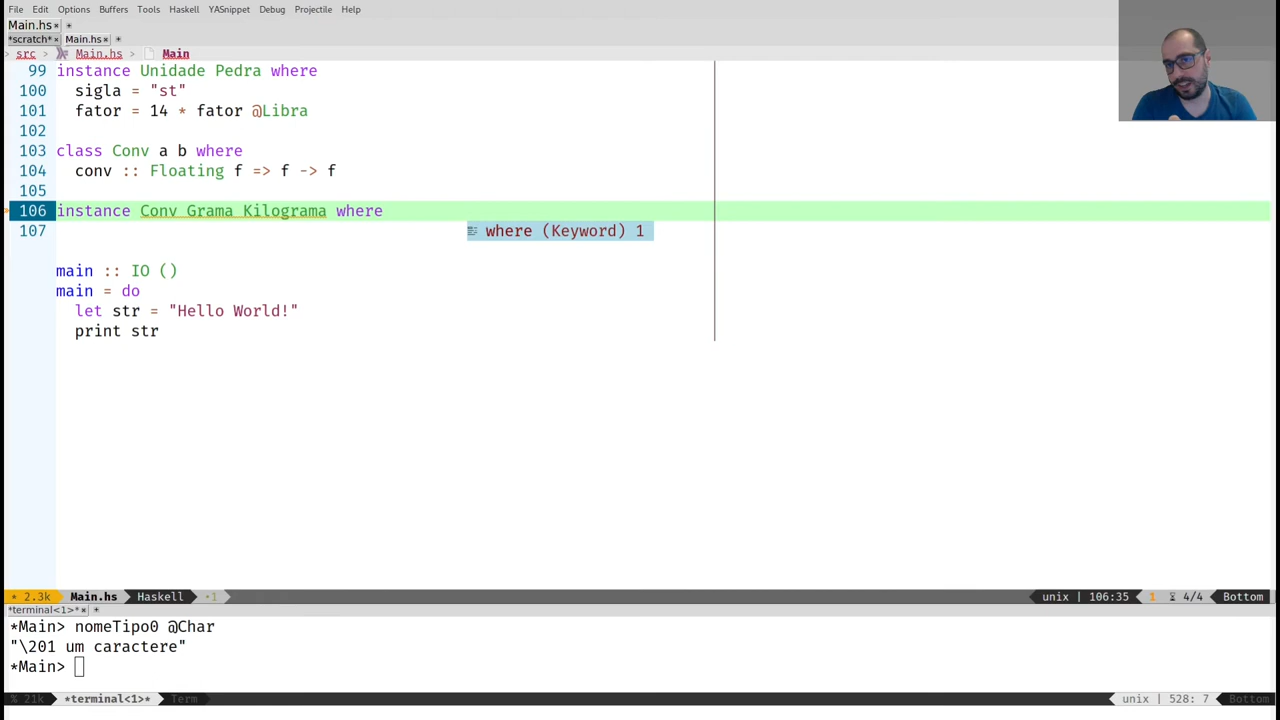 File Edit Options Buffers Tools Haskell YASnippet Debug Projectile Help
Main.hs
*scratch* Main.hs
> src > Main.hs > Main
99 instance Unidade Pedra where
100 sigla = "st"
101 fator = 14 * fator @Libra
102
103 class Conv a b where
104 conv :: Floating f => f -> f
105
106 instance Conv Grama Kilograma where
107 where (Keyword) 1
main :: IO ()
main = do
let str = "Hello World!"
print str
* 2.3k Main.hs Haskell •1 unix | 106:35 1 4/4 Bottom
*terminal<1>*
*Main> nomeTipo0 @Char
"\201 um caractere"
*Main>
% 21k *terminal<1>* Term unix | 528: 7 Bottom